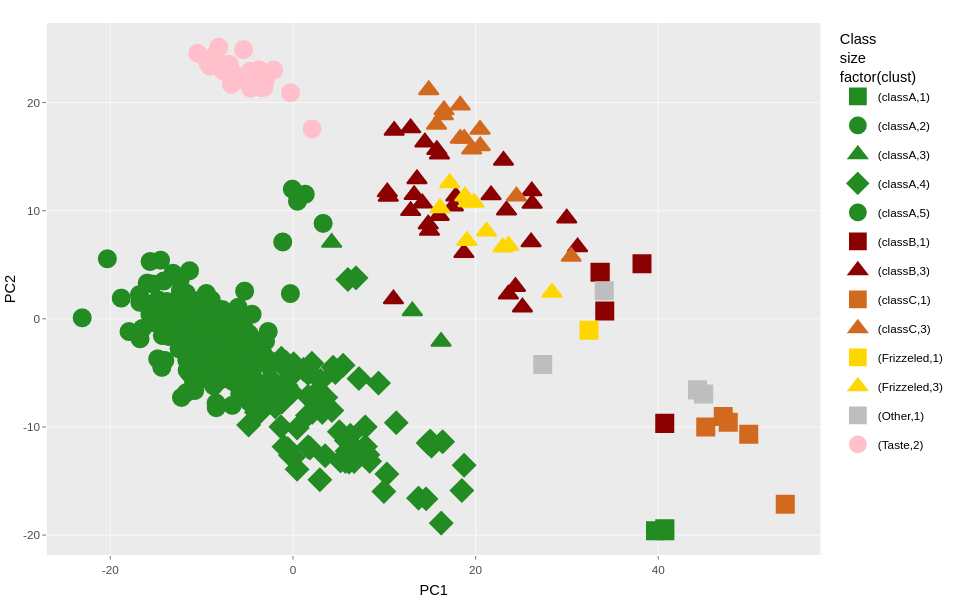 Class
size
factor(clust)
(classA,1)
(classA,2)
(classA,3)
(classA,4)
(classA,5)
(classB,1)
(classB,3)
(classC,1)
(classC,3)
(Frizzeled,1)
(Frizzeled,3)
(Other,1)
(Taste,2)
20
10
0
-10
-20
PC2
-20
0
20
40
PC1